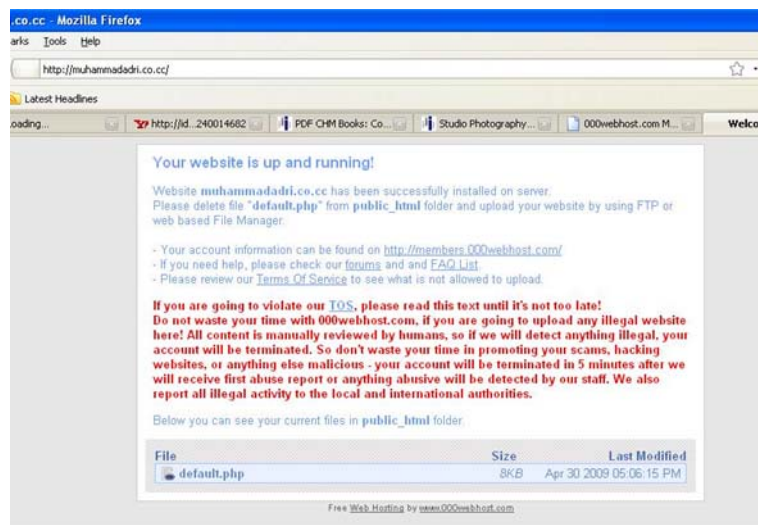 .co.cc - Mozilla Firefox
arks Tools Help
http://muhammadadri.co.cc/
Latest Headlines
oading... http://id...240014682 PDF CHM Books: Co... Studio Photography... 000webhost.com M... Welco
Your website is up and running!
Website muhammadadri.co.cc has been successfully installed on server.
Please delete file "default.php" from public_html folder and upload your website by using FTP or
web based File Manager.
- Your account information can be found on http://members.000webhost.com/
- If you need help, please check our forums and and FAQ List.
- Please review our Terms Of Service to see what is not allowed to upload.
If you are going to violate our TOS, please read this text until it's not too late!
Do not waste your time with 000webhost.com, if you are going to upload any illegal website
here! All content is manually reviewed by humans, so if we will detect anything illegal, your
account will be terminated. So don't waste your time in promoting your scams, hacking
websites, or anything else malicious - your account will be terminated in 5 minutes after we
will receive first abuse report or anything abusive will be detected by our staff. We also
report all illegal activity to the local and international authorities.
Below you can see your current files in public_html folder.
File Size Last Modified
default.php 8KB Apr 30 2009 05:06:15 PM
Free Web Hosting by www.000webhost.com